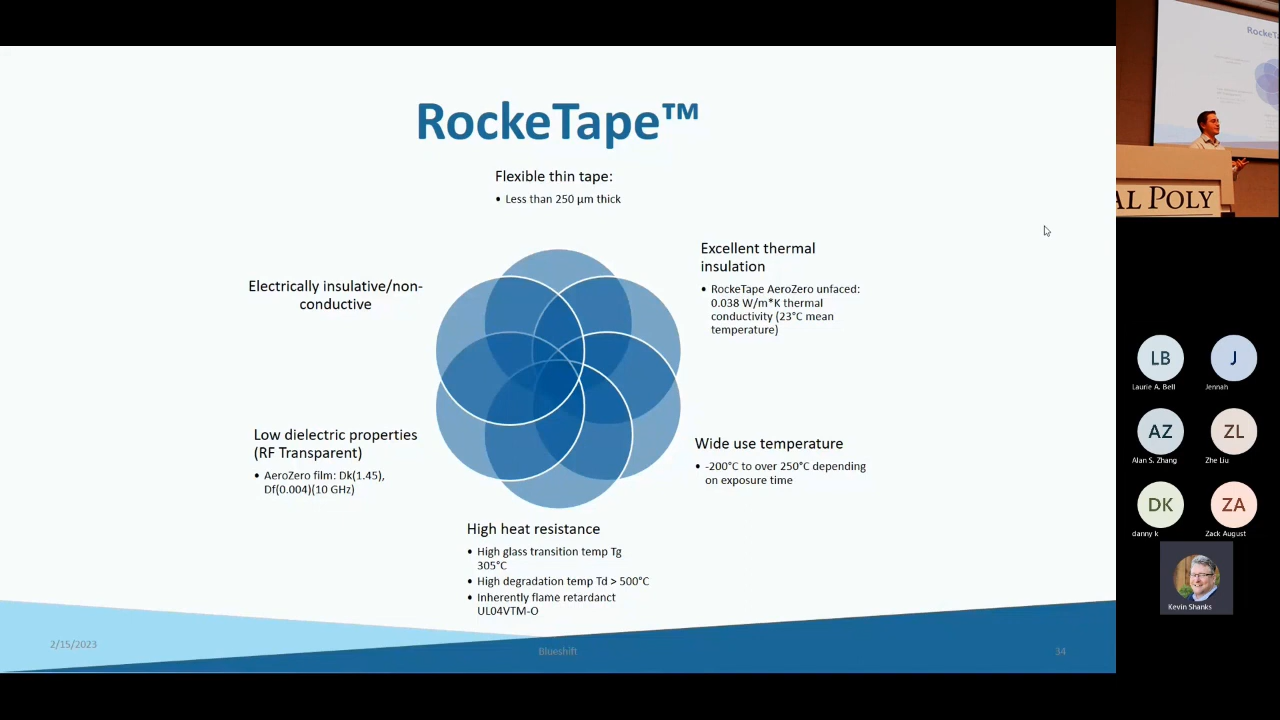 RockeTape™
Flexible thin tape:
• Less than 250 µm thick
Excellent thermal
insulation
• RockeTape AeroZero unfaced:
0.038 W/m*K thermal
conductivity (23°C mean
temperature)
Electrically insulative/non-
conductive
Low dielectric properties
(RF Transparent)
• AeroZero film: Dk(1.45),
Df(0.004)(10 GHz)
Wide use temperature
• -200°C to over 250°C depending
on exposure time
High heat resistance
• High glass transition temp Tg
305°C
• High degradation temp Td > 500°C
• Inherently flame retardanct
UL04VTM-O
2/15/2023
Blueshift
34
AL POLY
LB
Laurie A. Bell
J
Jennah
AZ
Alan S. Zhang
ZL
Zhe Liu
DK
danny k
ZA
Zack August
Kevin Shanks